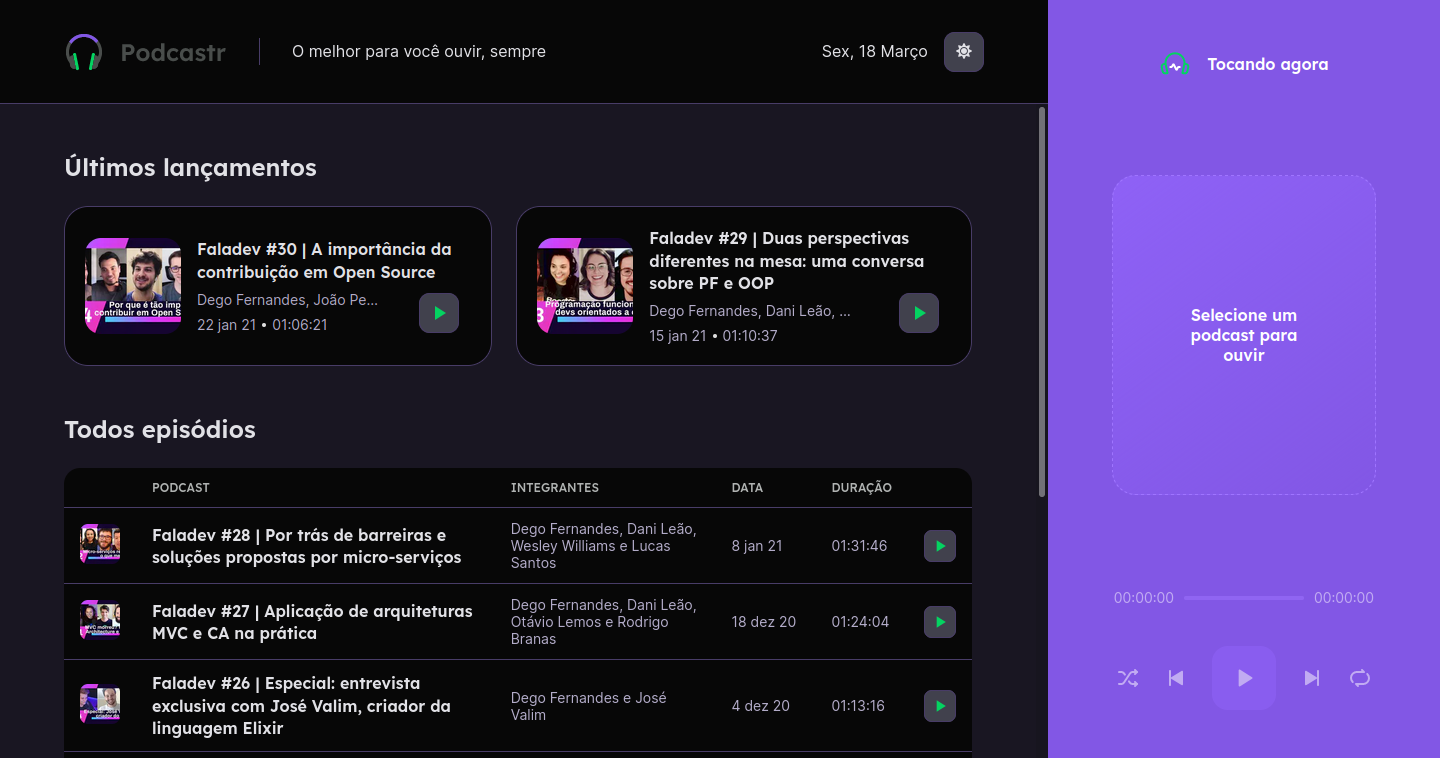 Podcastr
O melhor para você ouvir, sempre
Sex, 18 Março
Tocando agora
Últimos lançamentos
Por que é tão imp
contribuir em Open S
Faladev #30 | A importância da
contribuição em Open Source
Dego Fernandes, João Pe...
22 jan 21 • 01:06:21
Programação funcion
devs orientados a
Faladev #29 | Duas perspectivas
diferentes na mesa: uma conversa
sobre PF e OOP
Dego Fernandes, Dani Leão, ...
15 jan 21 • 01:10:37
Selecione um
podcast para
ouvir
Todos episódios
PODCAST INTEGRANTES DATA DURAÇÃO
Faladev #28 | Por trás de barreiras e
soluções propostas por micro-serviços
Dego Fernandes, Dani Leão,
Wesley Williams e Lucas
Santos
8 jan 21
01:31:46
Faladev #27 | Aplicação de arquiteturas
MVC e CA na prática
Dego Fernandes, Dani Leão,
Otávio Lemos e Rodrigo
Branas
18 dez 20
01:24:04
Faladev #26 | Especial: entrevista
exclusiva com José Valim, criador da
linguagem Elixir
Dego Fernandes e José
Valim
4 dez 20
01:13:16
00:00:00 00:00:00